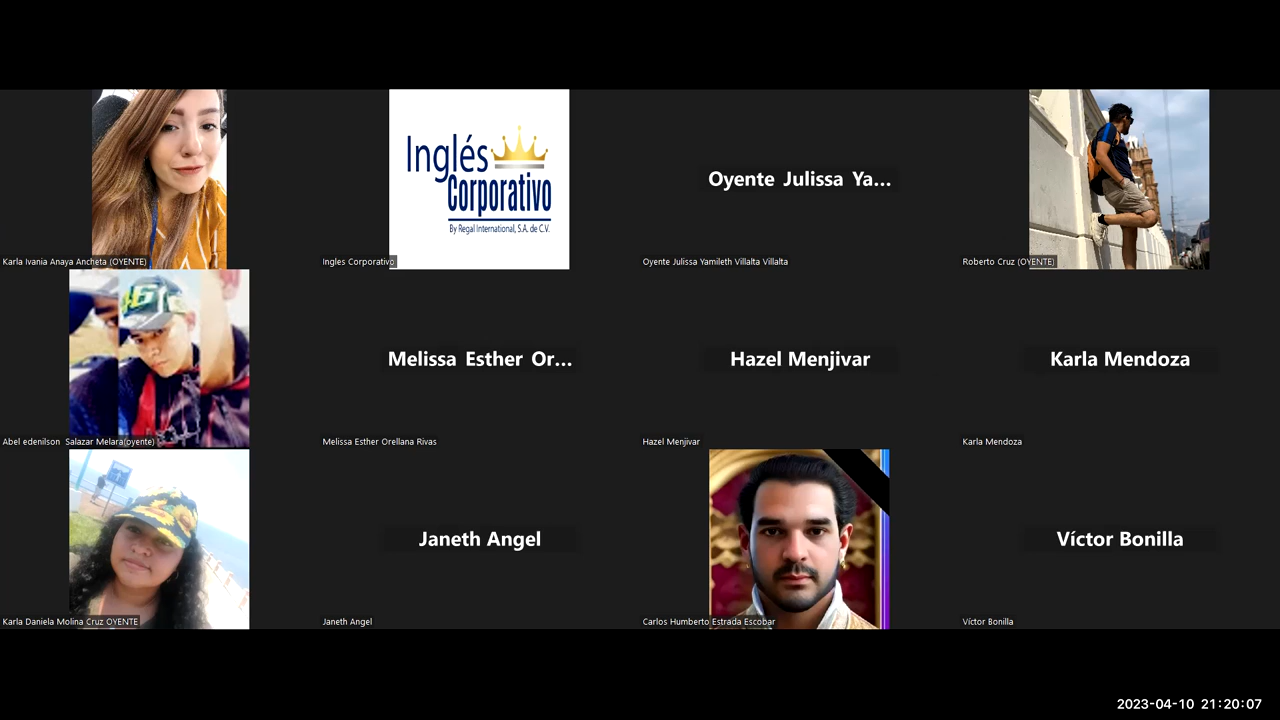 Inglés
Corporativo
By Regal International, S.A. de C.V.
Oyente Julissa Ya...
Karla Ivania Anaya Ancheta (OYENTE)
Ingles Corporativo
Oyente Julissa Yamileth Villalta Villalta
Roberto Cruz (OYENTE)
46
Melissa Esther Or...
Hazel Menjivar
Karla Mendoza
Abel edenilson Salazar Melara(oyente)
Melissa Esther Orellana Rivas
Hazel Menjivar
Karla Mendoza
Janeth Angel
Víctor Bonilla
Karla Daniela Molina Cruz OYENTE
Janeth Angel
Carlos Humberto Estrada Escobar
Víctor Bonilla
2023-04-10 21:20:07